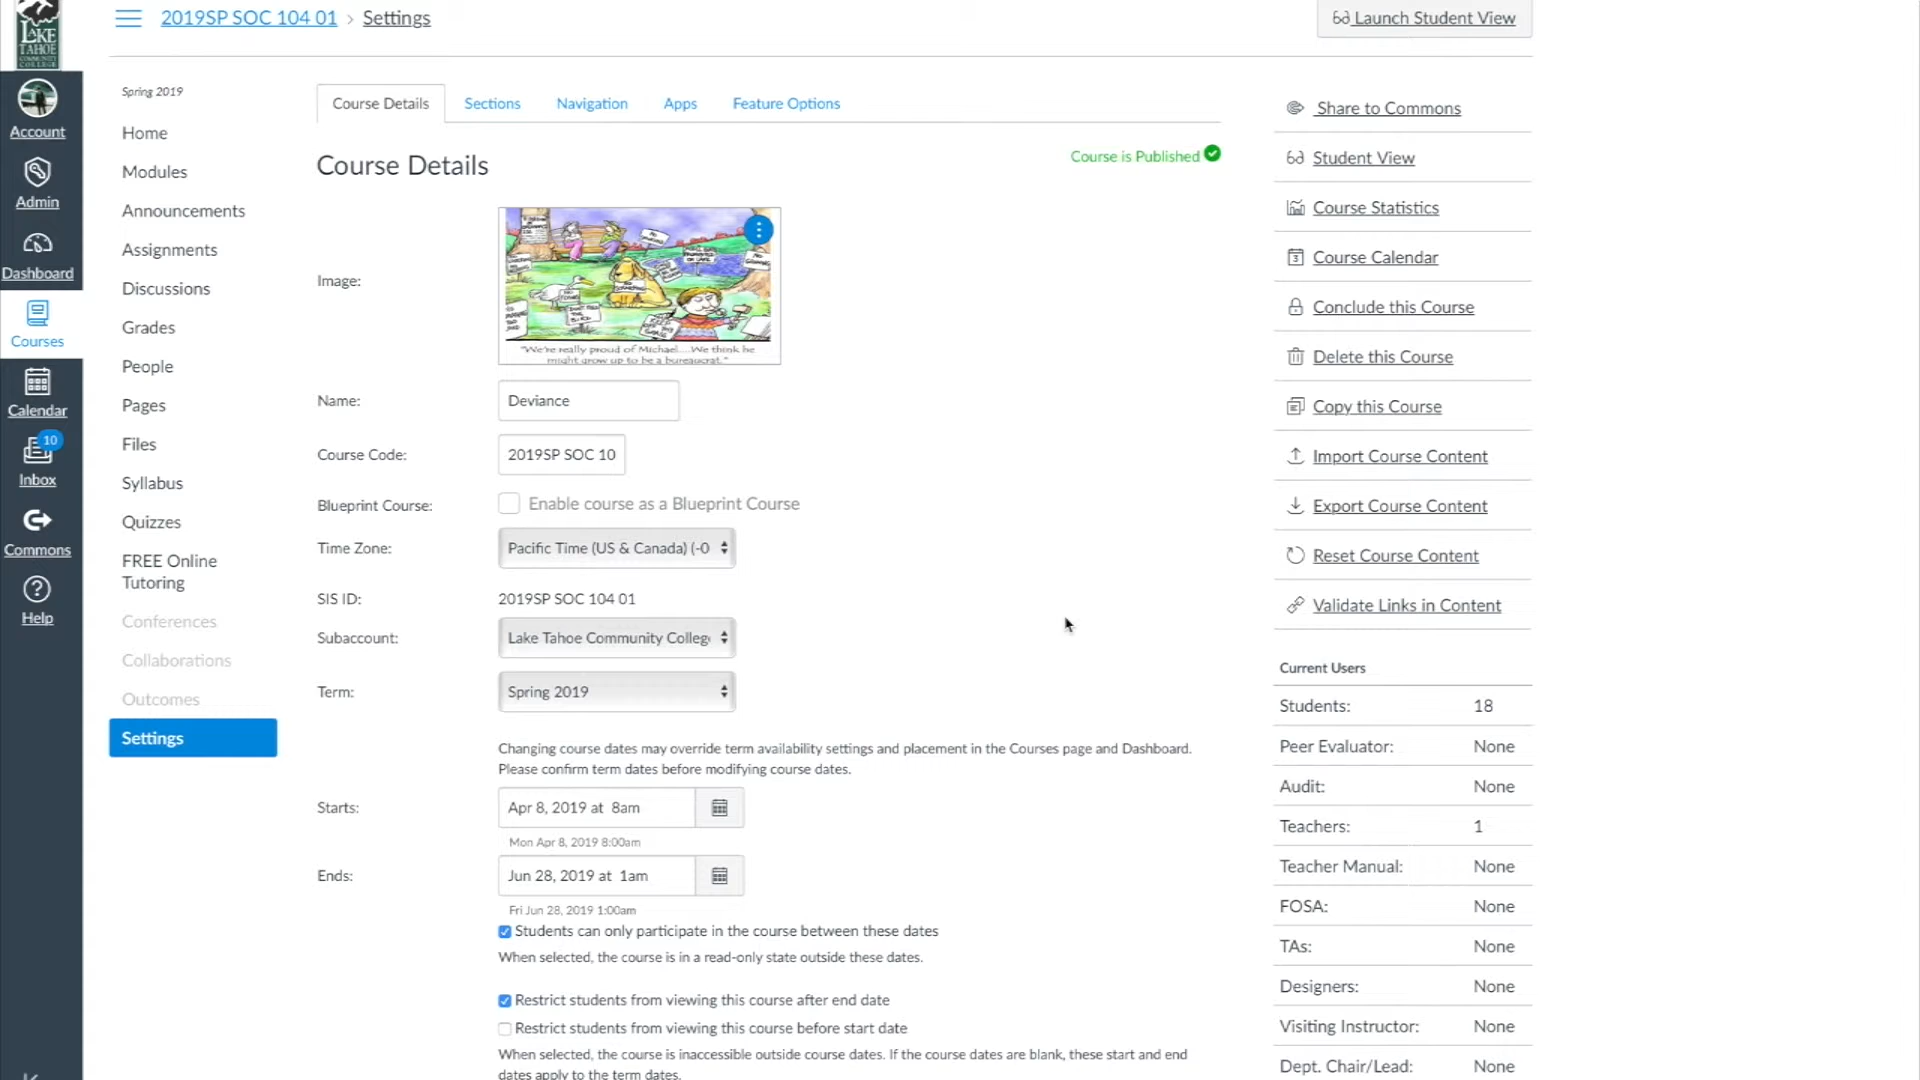 LAKE
TAHOE
COMMUNITY
COLLEGE
2019SP SOC 104 01 › Settings
Launch Student View
Account
Admin
Dashboard
Courses
Calendar
10
Inbox
Commons
Help
Spring 2019
Home
Modules
Announcements
Assignments
Discussions
Grades
People
Pages
Files
Syllabus
Quizzes
FREE Online
Tutoring
Conferences
Collaborations
Outcomes
Settings
Course Details
Sections
Navigation
Apps
Feature Options
Course Details
Course is Published
Image:
"We're really proud of Michael....We think he
might grow up to be a bureaucrat."
Name:
Deviance
Course Code:
2019SP SOC 10
Blueprint Course:
Enable course as a Blueprint Course
Time Zone:
Pacific Time (US & Canada) (-0
SIS ID:
2019SP SOC 104 01
Subaccount:
Lake Tahoe Community Colleg
Term:
Spring 2019
Changing course dates may override term availability settings and placement in the Courses page and Dashboard.
Please confirm term dates before modifying course dates.
Starts:
Apr 8, 2019 at 8am
Mon Apr 8, 2019 8:00am
Ends:
Jun 28, 2019 at 1am
Fri Jun 28, 2019 1:00am
Students can only participate in the course between these dates
When selected, the course is in a read-only state outside these dates.
Restrict students from viewing this course after end date
Restrict students from viewing this course before start date
When selected, the course is inaccessible outside course dates. If the course dates are blank, these start and end
dates apply to the term dates.
Share to Commons
Student View
Course Statistics
Course Calendar
Conclude this Course
Delete this Course
Copy this Course
Import Course Content
Export Course Content
Reset Course Content
Validate Links in Content
Current Users
Students: 18
Peer Evaluator: None
Audit: None
Teachers: 1
Teacher Manual: None
FOSA: None
TAs: None
Designers: None
Visiting Instructor: None
Dept. Chair/Lead: None